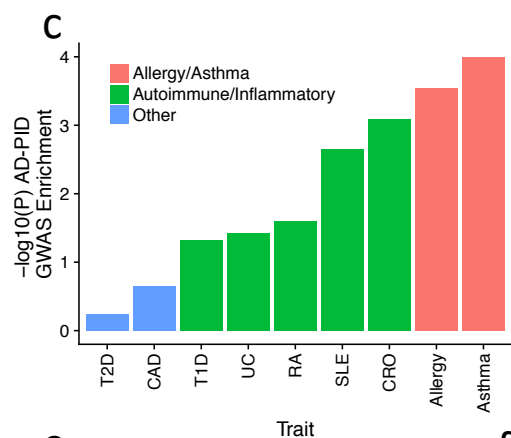 C
−log10(P) AD-PID
GWAS Enrichment
4
3
2
1
0
Allergy/Asthma
Autoimmune/Inflammatory
Other
T2D
CAD
T1D
UC
RA
SLE
CRO
Allergy
Asthma
Trait